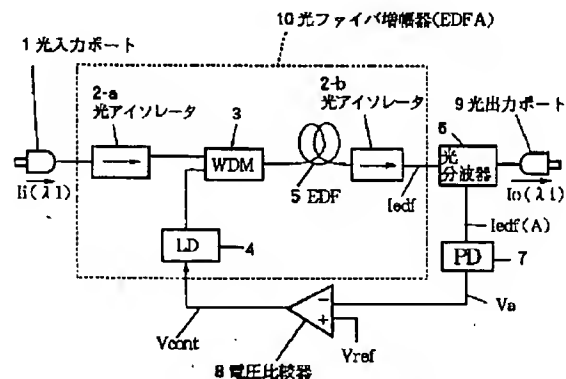 10 光ファイバ増幅器(EDFA)
1 光入力ポート
2-a
光アイソレータ
3
WDM
5 EDF
2-b
光アイソレータ
6
光
分波器
9 光出力ポート
Ii(λ1)
Iedf
Io(λ1)
Iedf(A)
LD
4
PD
7
Va
Vcont
−
+
Vref
8 電圧比較器